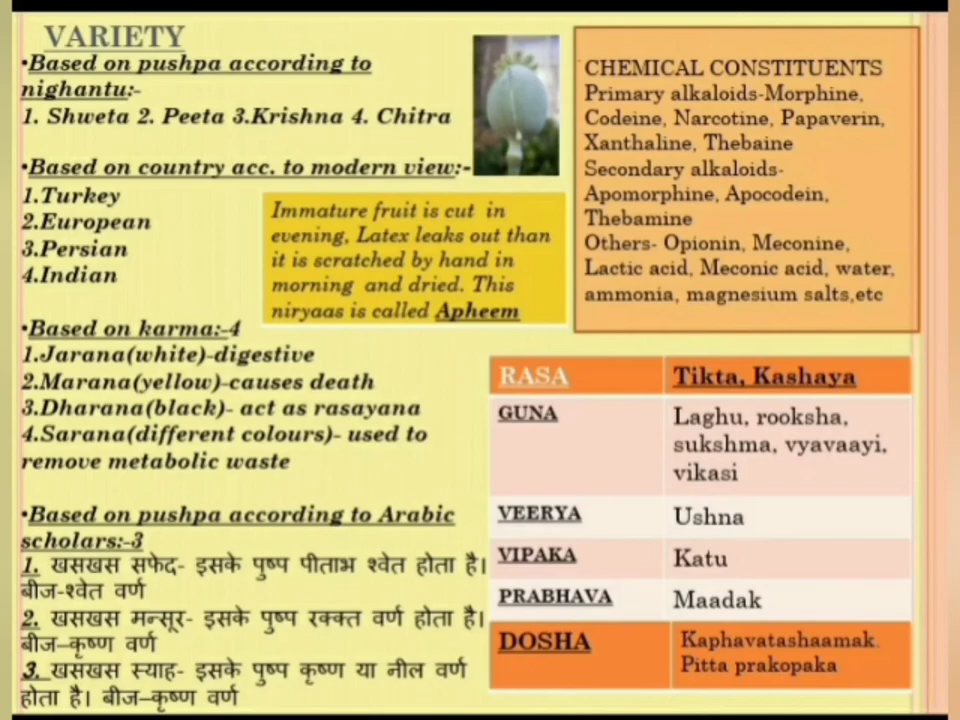 VARIETY
•Based on pushpa according to
nighantu:-
1. Shweta 2. Peeta 3.Krishna 4. Chitra
•Based on country acc. to modern view:-
1.Turkey
2.European
3.Persian
4.Indian
Immature fruit is cut in
evening, Latex leaks out than
it is scratched by hand in
morning and dried. This
niryaas is called Apheem
•Based on karma:-4
1.Jarana(white)-digestive
2.Marana(yellow)-causes death
3.Dharana(black)- act as rasayana
4.Sarana(different colours)- used to
remove metabolic waste
•Based on pushpa according to Arabic
scholars:-3
1. खसखस सफेद- इसके पुष्प पीताभ श्वेत होता है।
बीज-श्वेत वर्ण
2. खसखस मन्सूर- इसके पुष्प रक्क्त वर्ण होता है।
बीज–कृष्ण वर्ण
3. खसखस स्याह- इसके पुष्प कृष्ण या नील वर्ण
होता है। बीज–कृष्ण वर्ण
CHEMICAL CONSTITUENTS
Primary alkaloids-Morphine,
Codeine, Narcotine, Papaverin,
Xanthaline, Thebaine
Secondary alkaloids-
Apomorphine, Apocodein,
Thebamine
Others- Opionin, Meconine,
Lactic acid, Meconic acid, water,
ammonia, magnesium salts,etc
RASA Tikta, Kashaya
GUNA Laghu, rooksha,
sukshma, vyavaayi,
vikasi
VEERYA Ushna
VIPAKA Katu
PRABHAVA Maadak
DOSHA Kaphavatashaamak.
Pitta prakopaka